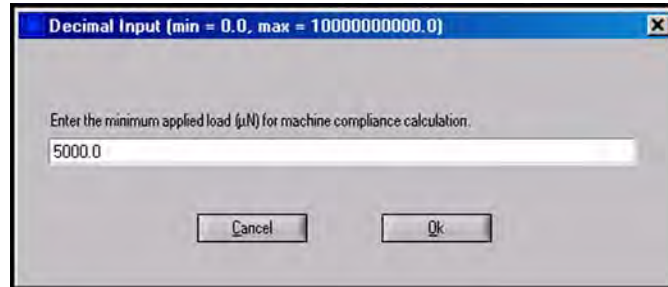 Decimal Input (min = 0.0, max = 10000000000.0)
Enter the minimum applied load (µN) for machine compliance calculation.
5000.0
Cancel
Ok